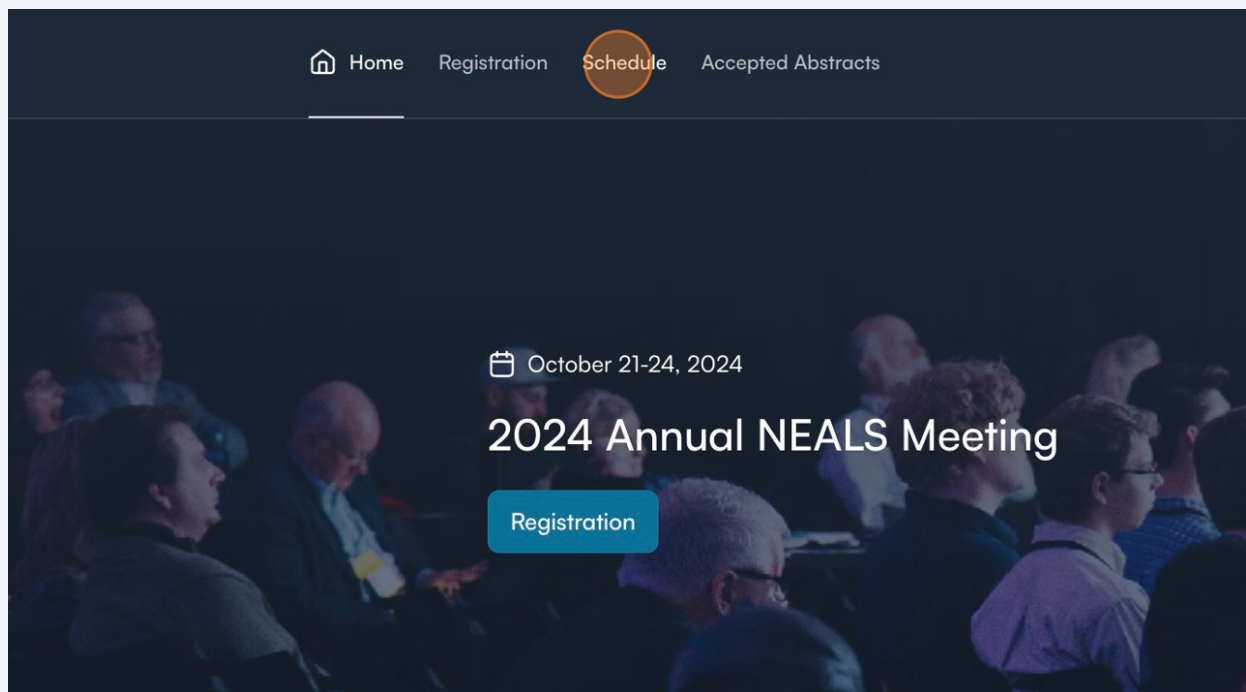 Home Registration Schedule Accepted Abstracts
October 21-24, 2024
2024 Annual NEALS Meeting
Registration